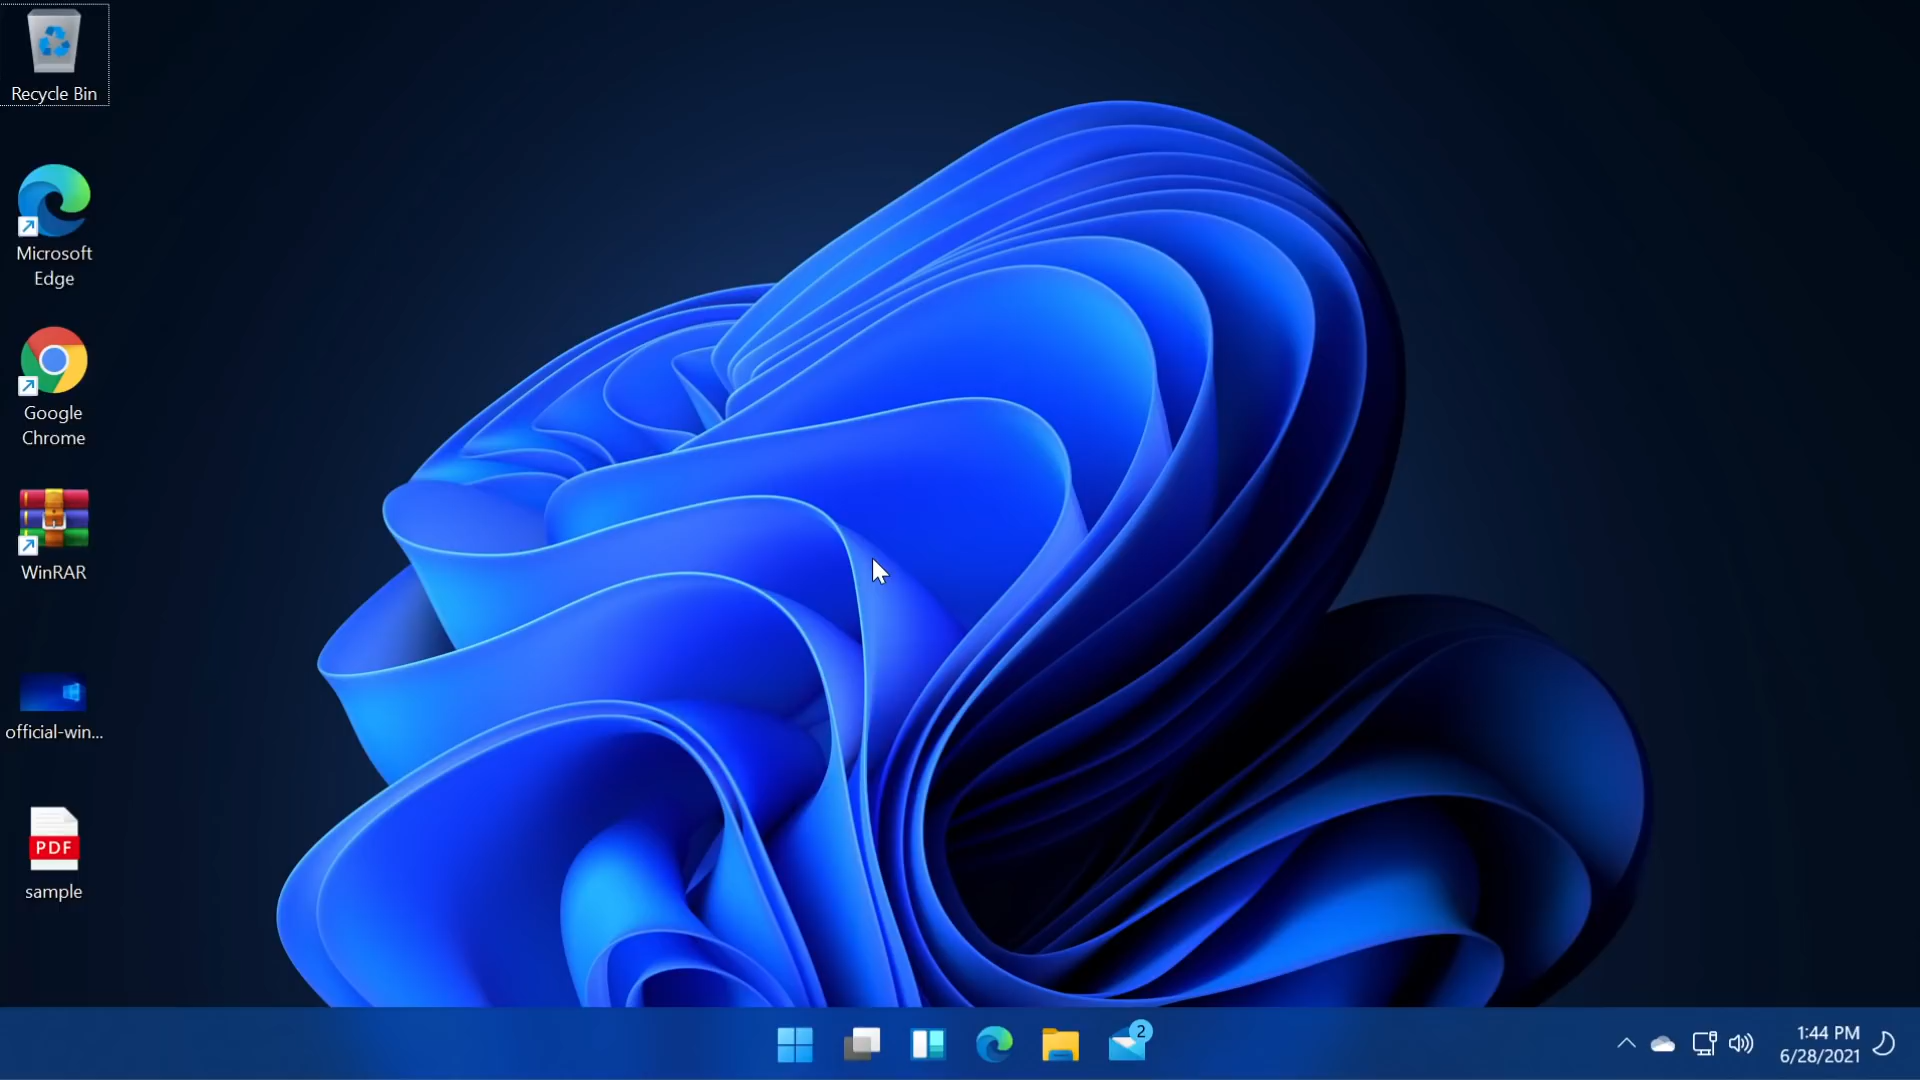 Recycle Bin
Microsoft
Edge
Google
Chrome
WinRAR
official-win...
PDF
sample
2
1:44 PM
6/28/2021